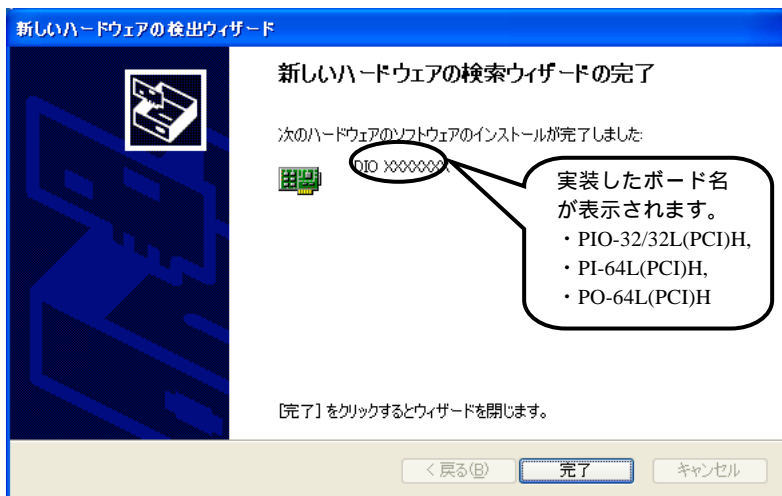 新しいハードウェアの検出ウィザード
新しいハードウェアの検索ウィザードの完了
次のハードウェアのソフトウェアのインストールが完了しました:
DIO XXXXXXX
実装したボード名
が表示されます。
・PIO-32/32L(PCI)H,
・PI-64L(PCI)H,
・PO-64L(PCI)H
[完了] をクリックするとウィザードを閉じます。
< 戻る(B)
完了
キャンセル